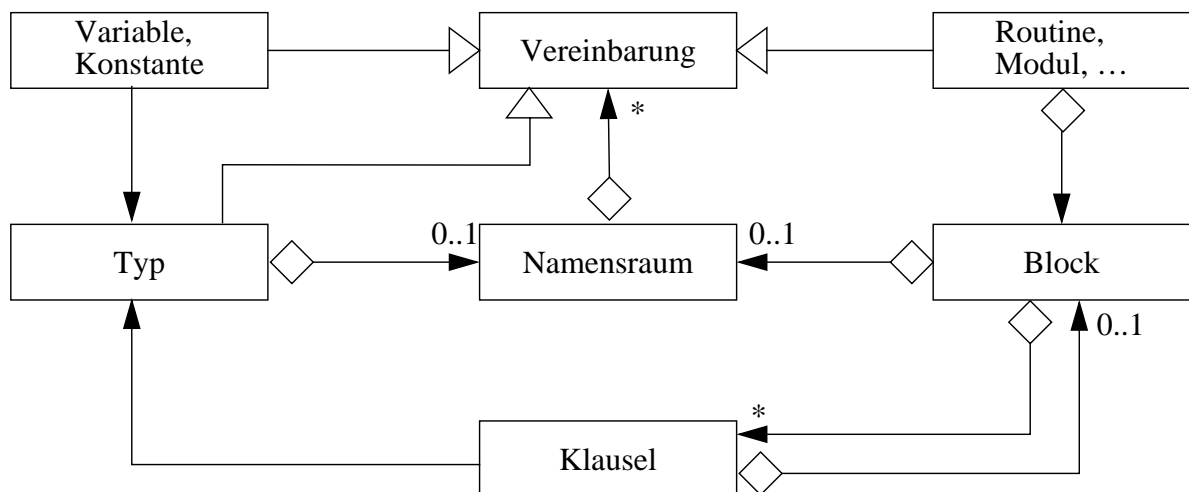 Variable,
Konstante
Vereinbarung
Routine,
Modul, …
*
Typ
0..1
Namensraum
0..1
Block
0..1
*
Klausel